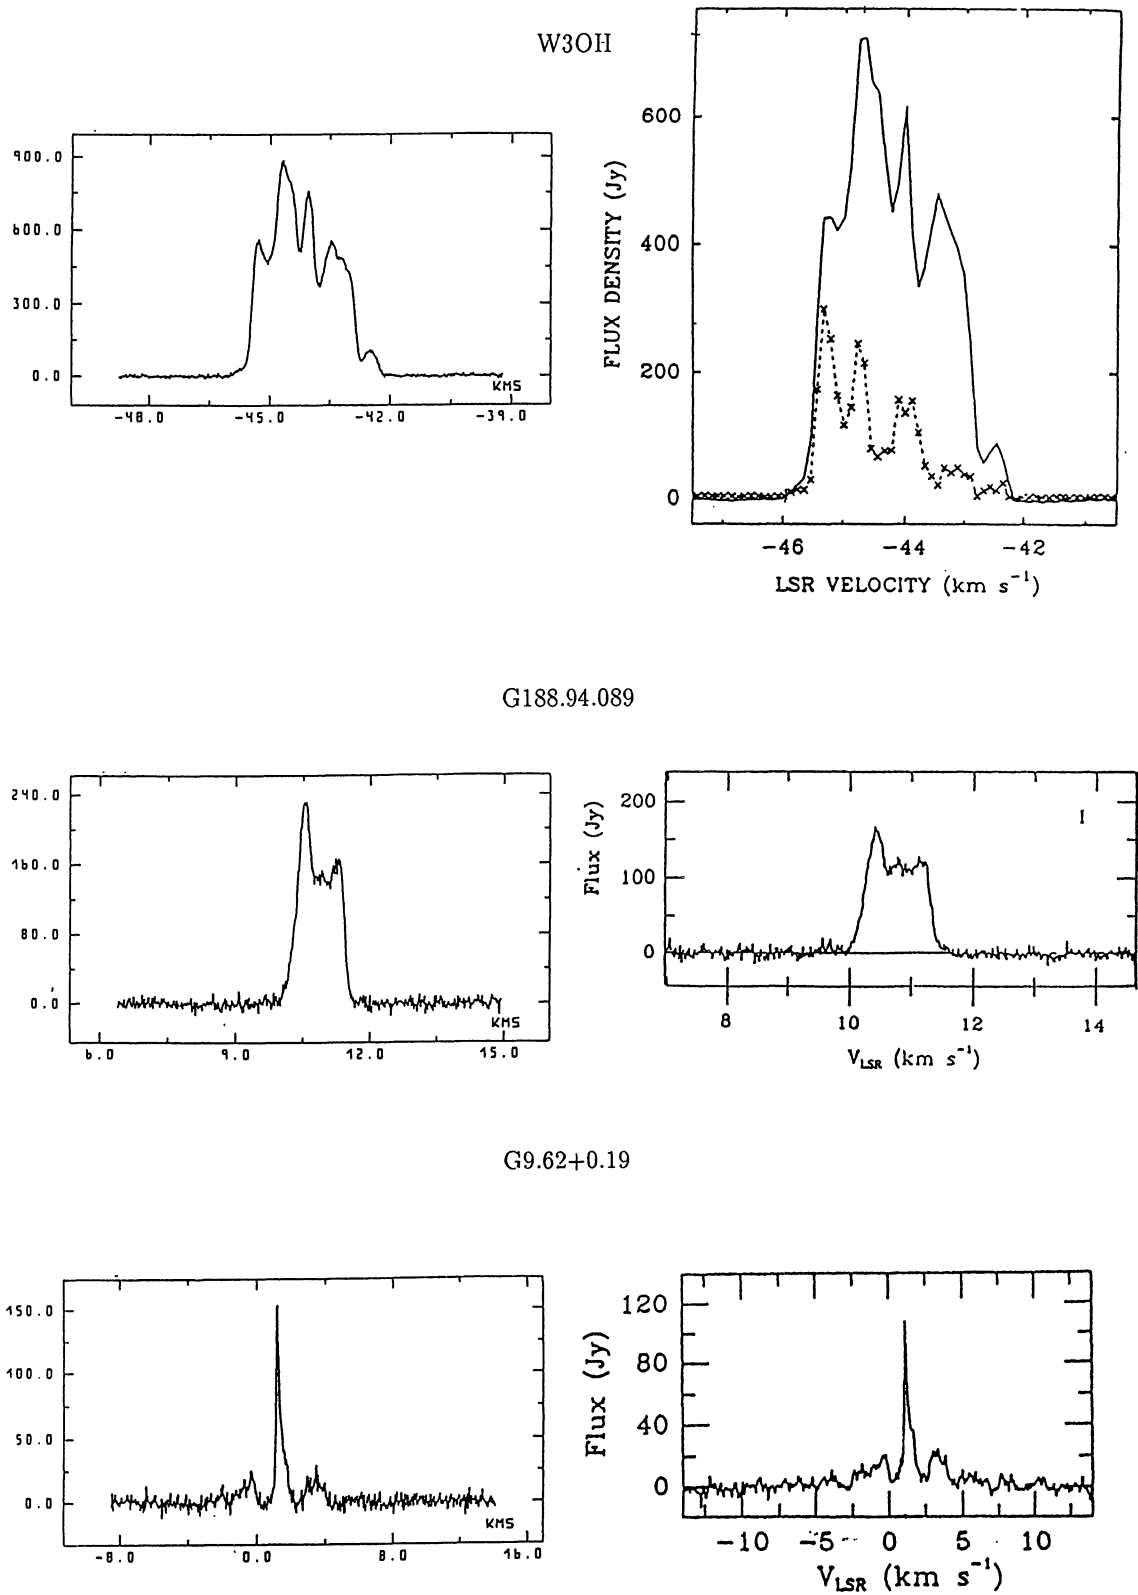 W3OH
900.0
600.0
300.0
0.0
KMS
-48.0 -45.0 -42.0 -39.0
FLUX DENSITY (Jy)
600
400
200
0
-46 -44 -42
LSR VELOCITY (km s⁻¹)
G188.94.089
240.0
160.0
80.0
0.0
KMS
6.0 9.0 12.0 15.0
Flux (Jy)
200
100
0
I
8 10 12 14
V_LSR (km s⁻¹)
G9.62+0.19
150.0
100.0
50.0
0.0
KMS
-8.0 0.0 8.0 16.0
Flux (Jy)
120
80
40
0
-10 -5 0 5 10
V_LSR (km s⁻¹)